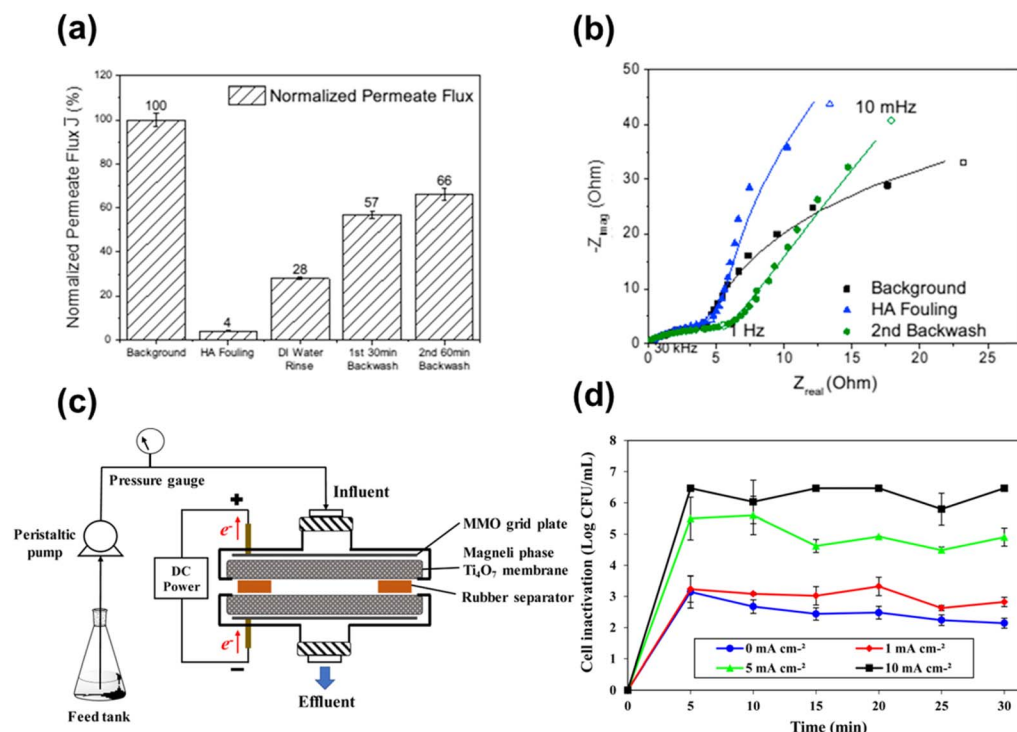 (a)
Normalized Permeate Flux J̅ (%)
120
100
80
60
40
20
0
Normalized Permeate Flux
100
4
28
57
66
Background
HA Fouling
DI Water
Rinse
1st 30min
Backwash
2nd 60min
Backwash
(b)
-Zimag (Ohm)
50
40
30
20
10
0
10 mHz
Background
HA Fouling
2nd Backwash
1 Hz
30 kHz
0 5 10 15 20 25
Zreal (Ohm)
(c)
Pressure gauge
Influent
Peristaltic
pump
+
e-
DC
Power
e-
−
MMO grid plate
Magneli phase
Ti4O7 membrane
Rubber separator
Feed tank
Effluent
(d)
Cell inactivation (Log CFU/mL)
9
8
7
6
5
4
3
2
1
0
0 mA cm-2
1 mA cm-2
5 mA cm-2
10 mA cm-2
0 5 10 15 20 25 30
Time (min)